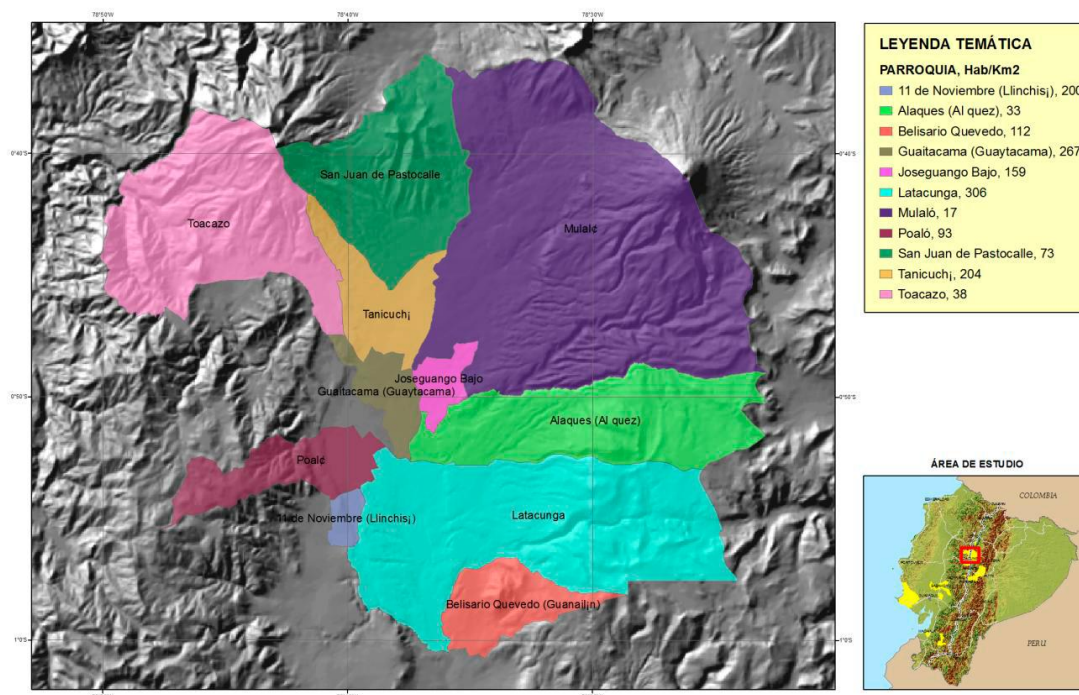 78°50'W
78°40'W
78°30'W
0°40'S
0°40'S
San Juan de Pastocalle
Toacazo
Mulal¢
Tanicuch¡
Joseguango Bajo
Guaitacama (Guaytacama)
0°50'S
0°50'S
Alaques (Al quez)
Poal¢
11 de Noviembre (Llinchis¡)
Latacunga
Belisario Quevedo (Guanail¡n)
1°0'S
1°0'S
LEYENDA TEMÁTICA
PARROQUIA, Hab/Km2
11 de Noviembre (Llinchis¡), 200
Alaques (Al quez), 33
Belisario Quevedo, 112
Guaitacama (Guaytacama), 267
Joseguango Bajo, 159
Latacunga, 306
Mulaló, 17
Poaló, 93
San Juan de Pastocalle, 73
Tanicuch¡, 204
Toacazo, 38
ÁREA DE ESTUDIO
COLOMBIA
PERU